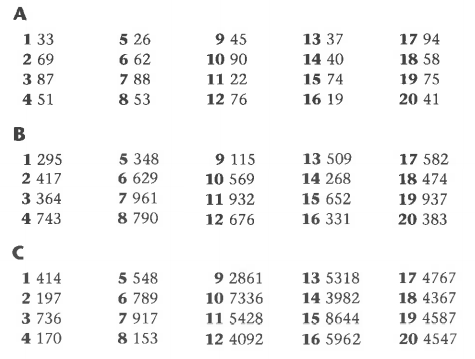 A
1 33 5 26 9 45 13 37 17 94
2 69 6 62 10 90 14 40 18 58
3 87 7 88 11 22 15 74 19 75
4 51 8 53 12 76 16 19 20 41
B
1 295 5 348 9 115 13 509 17 582
2 417 6 629 10 569 14 268 18 474
3 364 7 961 11 932 15 652 19 937
4 743 8 790 12 676 16 331 20 383
C
1 414 5 548 9 2861 13 5318 17 4767
2 197 6 789 10 7336 14 3982 18 4367
3 736 7 917 11 5428 15 8644 19 4587
4 170 8 153 12 4092 16 5962 20 4547